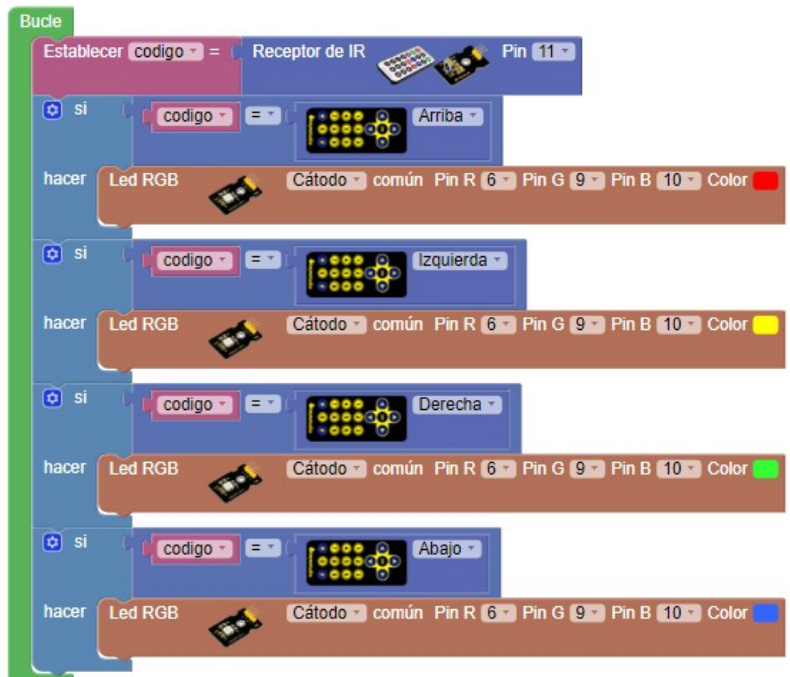 Bucle
Establecer codigo = Receptor de IR Pin 11
si codigo = Arriba
hacer Led RGB Cátodo común Pin R 6 Pin G 9 Pin B 10 Color
si codigo = Izquierda
hacer Led RGB Cátodo común Pin R 6 Pin G 9 Pin B 10 Color
si codigo = Derecha
hacer Led RGB Cátodo común Pin R 6 Pin G 9 Pin B 10 Color
si codigo = Abajo
hacer Led RGB Cátodo común Pin R 6 Pin G 9 Pin B 10 Color